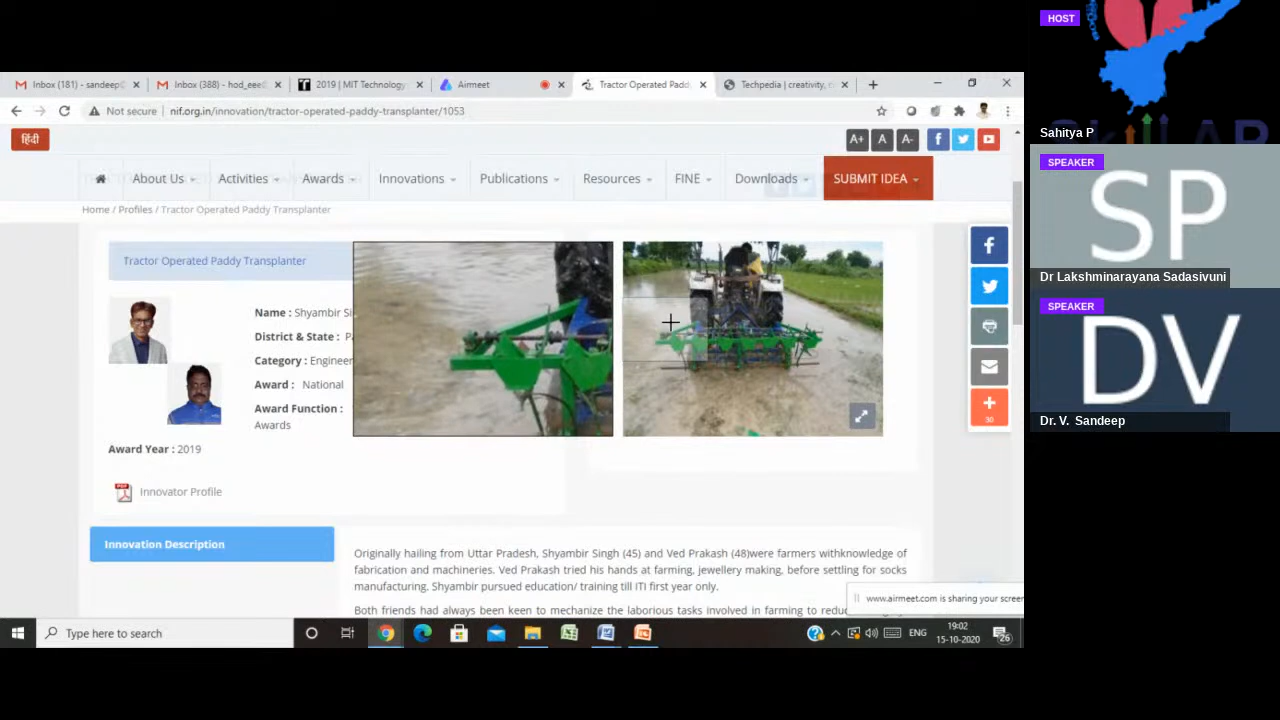 Inbox (181) - sandeep
Inbox (388) - hod_eee
2019 | MIT Technology
Airmeet
Tractor Operated Padd
Techpedia | creativity,
Not secure
nif.org.in/innovation/tractor-operated-paddy-transplanter/1053
हिंदी
A+
A
A-
About Us
Activities
Awards
Innovations
Publications
Resources
FINE
Downloads
SUBMIT IDEA
Home / Profiles / Tractor Operated Paddy Transplanter
Tractor Operated Paddy Transplanter
Name : Shyambir Si
District & State :
Category : Engineer
Award : National
Award Function :
Awards
Award Year : 2019
Innovator Profile
30
Innovation Description
Originally hailing from Uttar Pradesh, Shyambir Singh (45) and Ved Prakash (48)were farmers withknowledge of
fabrication and machineries. Ved Prakash tried his hands at farming, jewellery making, before settling for socks
manufacturing. Shyambir pursued education/ training till ITI first year only.
Both friends had always been keen to mechanize the laborious tasks involved in farming to
www.airmeet.com is sharing your screen
Type here to search
ENG
19:02
15-10-2020
26
HOST
Sahitya P
SPEAKER
SP
Dr Lakshminarayana Sadasivuni
SPEAKER
DV
Dr. V. Sandeep